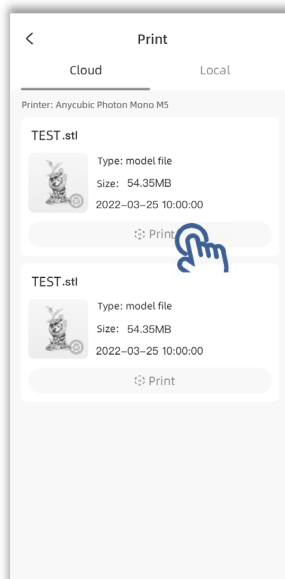 Print
Cloud Local
Printer: Anycubic Photon Mono M5
TEST.stl
Type: model file
Size: 54.35MB
2022-03-25 10:00:00
Print
TEST.stl
Type: model file
Size: 54.35MB
2022-03-25 10:00:00
Print